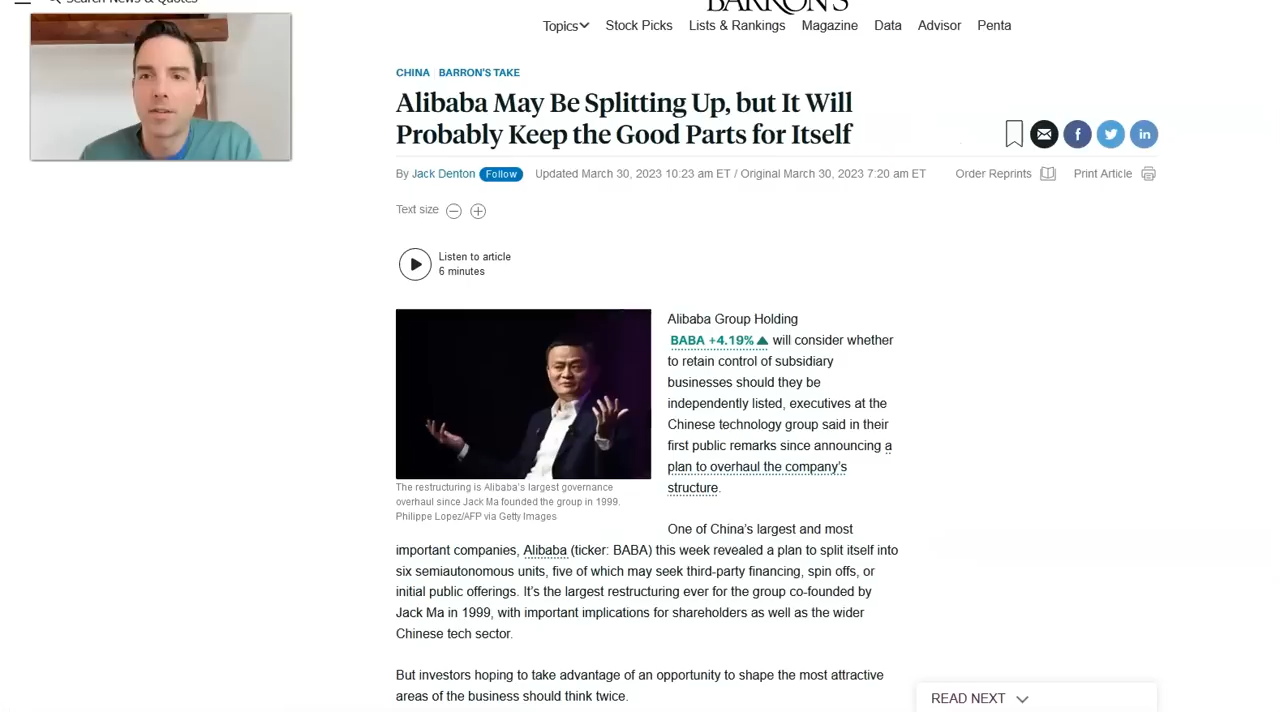 Search News & Quotes
BARRON'S
Topics Stock Picks Lists & Rankings Magazine Data Advisor Penta
CHINA BARRON'S TAKE
Alibaba May Be Splitting Up, but It Will
Probably Keep the Good Parts for Itself
By Jack Denton Follow Updated March 30, 2023 10:23 am ET / Original March 30, 2023 7:20 am ET Order Reprints Print Article
Text size
Listen to article
6 minutes
The restructuring is Alibaba's largest governance
overhaul since Jack Ma founded the group in 1999.
Philippe Lopez/AFP via Getty Images
Alibaba Group Holding
BABA +4.19% will consider whether
to retain control of subsidiary
businesses should they be
independently listed, executives at the
Chinese technology group said in their
first public remarks since announcing a
plan to overhaul the company's
structure.
One of China's largest and most
important companies, Alibaba (ticker: BABA) this week revealed a plan to split itself into
six semiautonomous units, five of which may seek third-party financing, spin offs, or
initial public offerings. It's the largest restructuring ever for the group co-founded by
Jack Ma in 1999, with important implications for shareholders as well as the wider
Chinese tech sector.
But investors hoping to take advantage of an opportunity to shape the most attractive
areas of the business should think twice.
READ NEXT